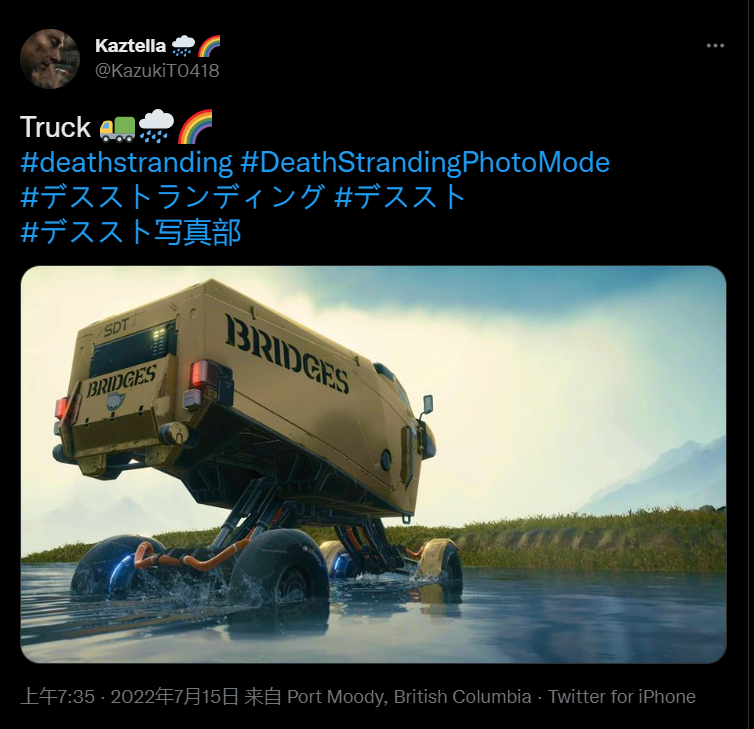 Kaztella 🌧️🌈
@KazukiT0418
Truck 🚛🌧️🌈
#deathstranding #DeathStrandingPhotoMode
#デスストランディング #デススト
#デススト写真部
SDT
BRIDGES
BRIDGES
上午7:35 · 2022年7月15日 来自 Port Moody, British Columbia · Twitter for iPhone